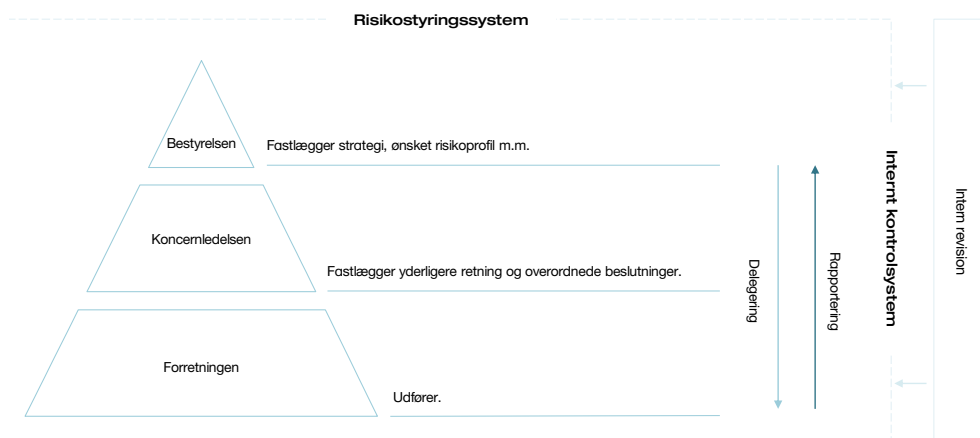 Risikostyringssystem
Bestyrelsen
Fastlægger strategi, ønsket risikoprofil m.m.
Koncernledelsen
Fastlægger yderligere retning og overordnede beslutninger.
Forretningen
Udfører.
Delegering
Rapportering
Internt kontrolsystem
Intern revision